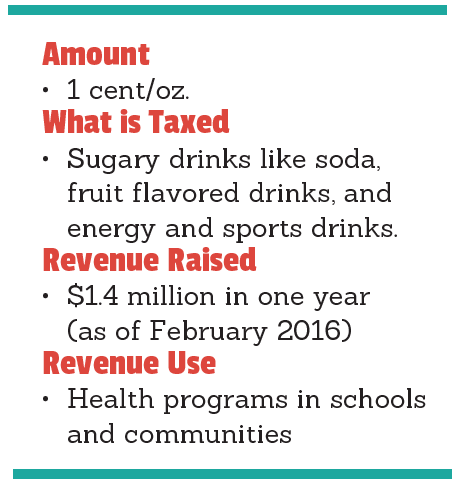 Amount
• 1 cent/oz.
What is Taxed
• Sugary drinks like soda,
fruit flavored drinks, and
energy and sports drinks.
Revenue Raised
• $1.4 million in one year
(as of February 2016)
Revenue Use
• Health programs in schools
and communities